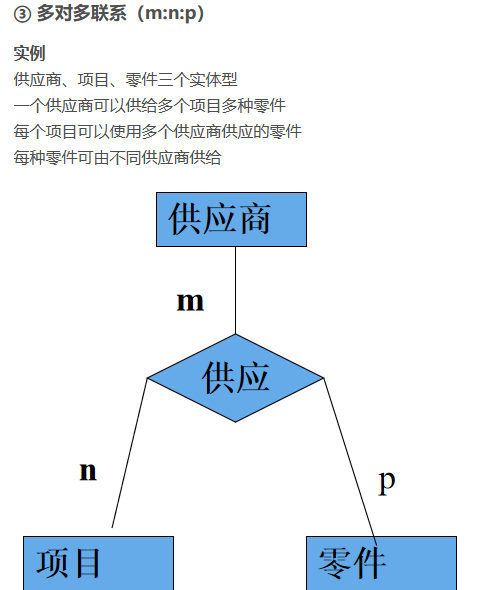 ③ 多对多联系（m:n:p）
实例
供应商、项目、零件三个实体型
一个供应商可以供给多个项目多种零件
每个项目可以使用多个供应商供应的零件
每种零件可由不同供应商供给
供应商
m
供应
n
p
项目
零件